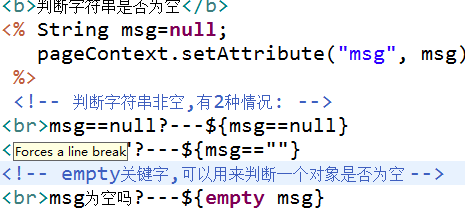 <b>判断字符串是否为空</b>
<% String msg=null;
pageContext.setAttribute("msg", msg)
%>
<!-- 判断字符串非空,有2种情况: -->
<br>msg==null?---${msg==null}
< Forces a line break "?---${msg==""}
<!-- empty关键字,可以用来判断一个对象是否为空 -->
<br>msg为空吗?---${empty msg}